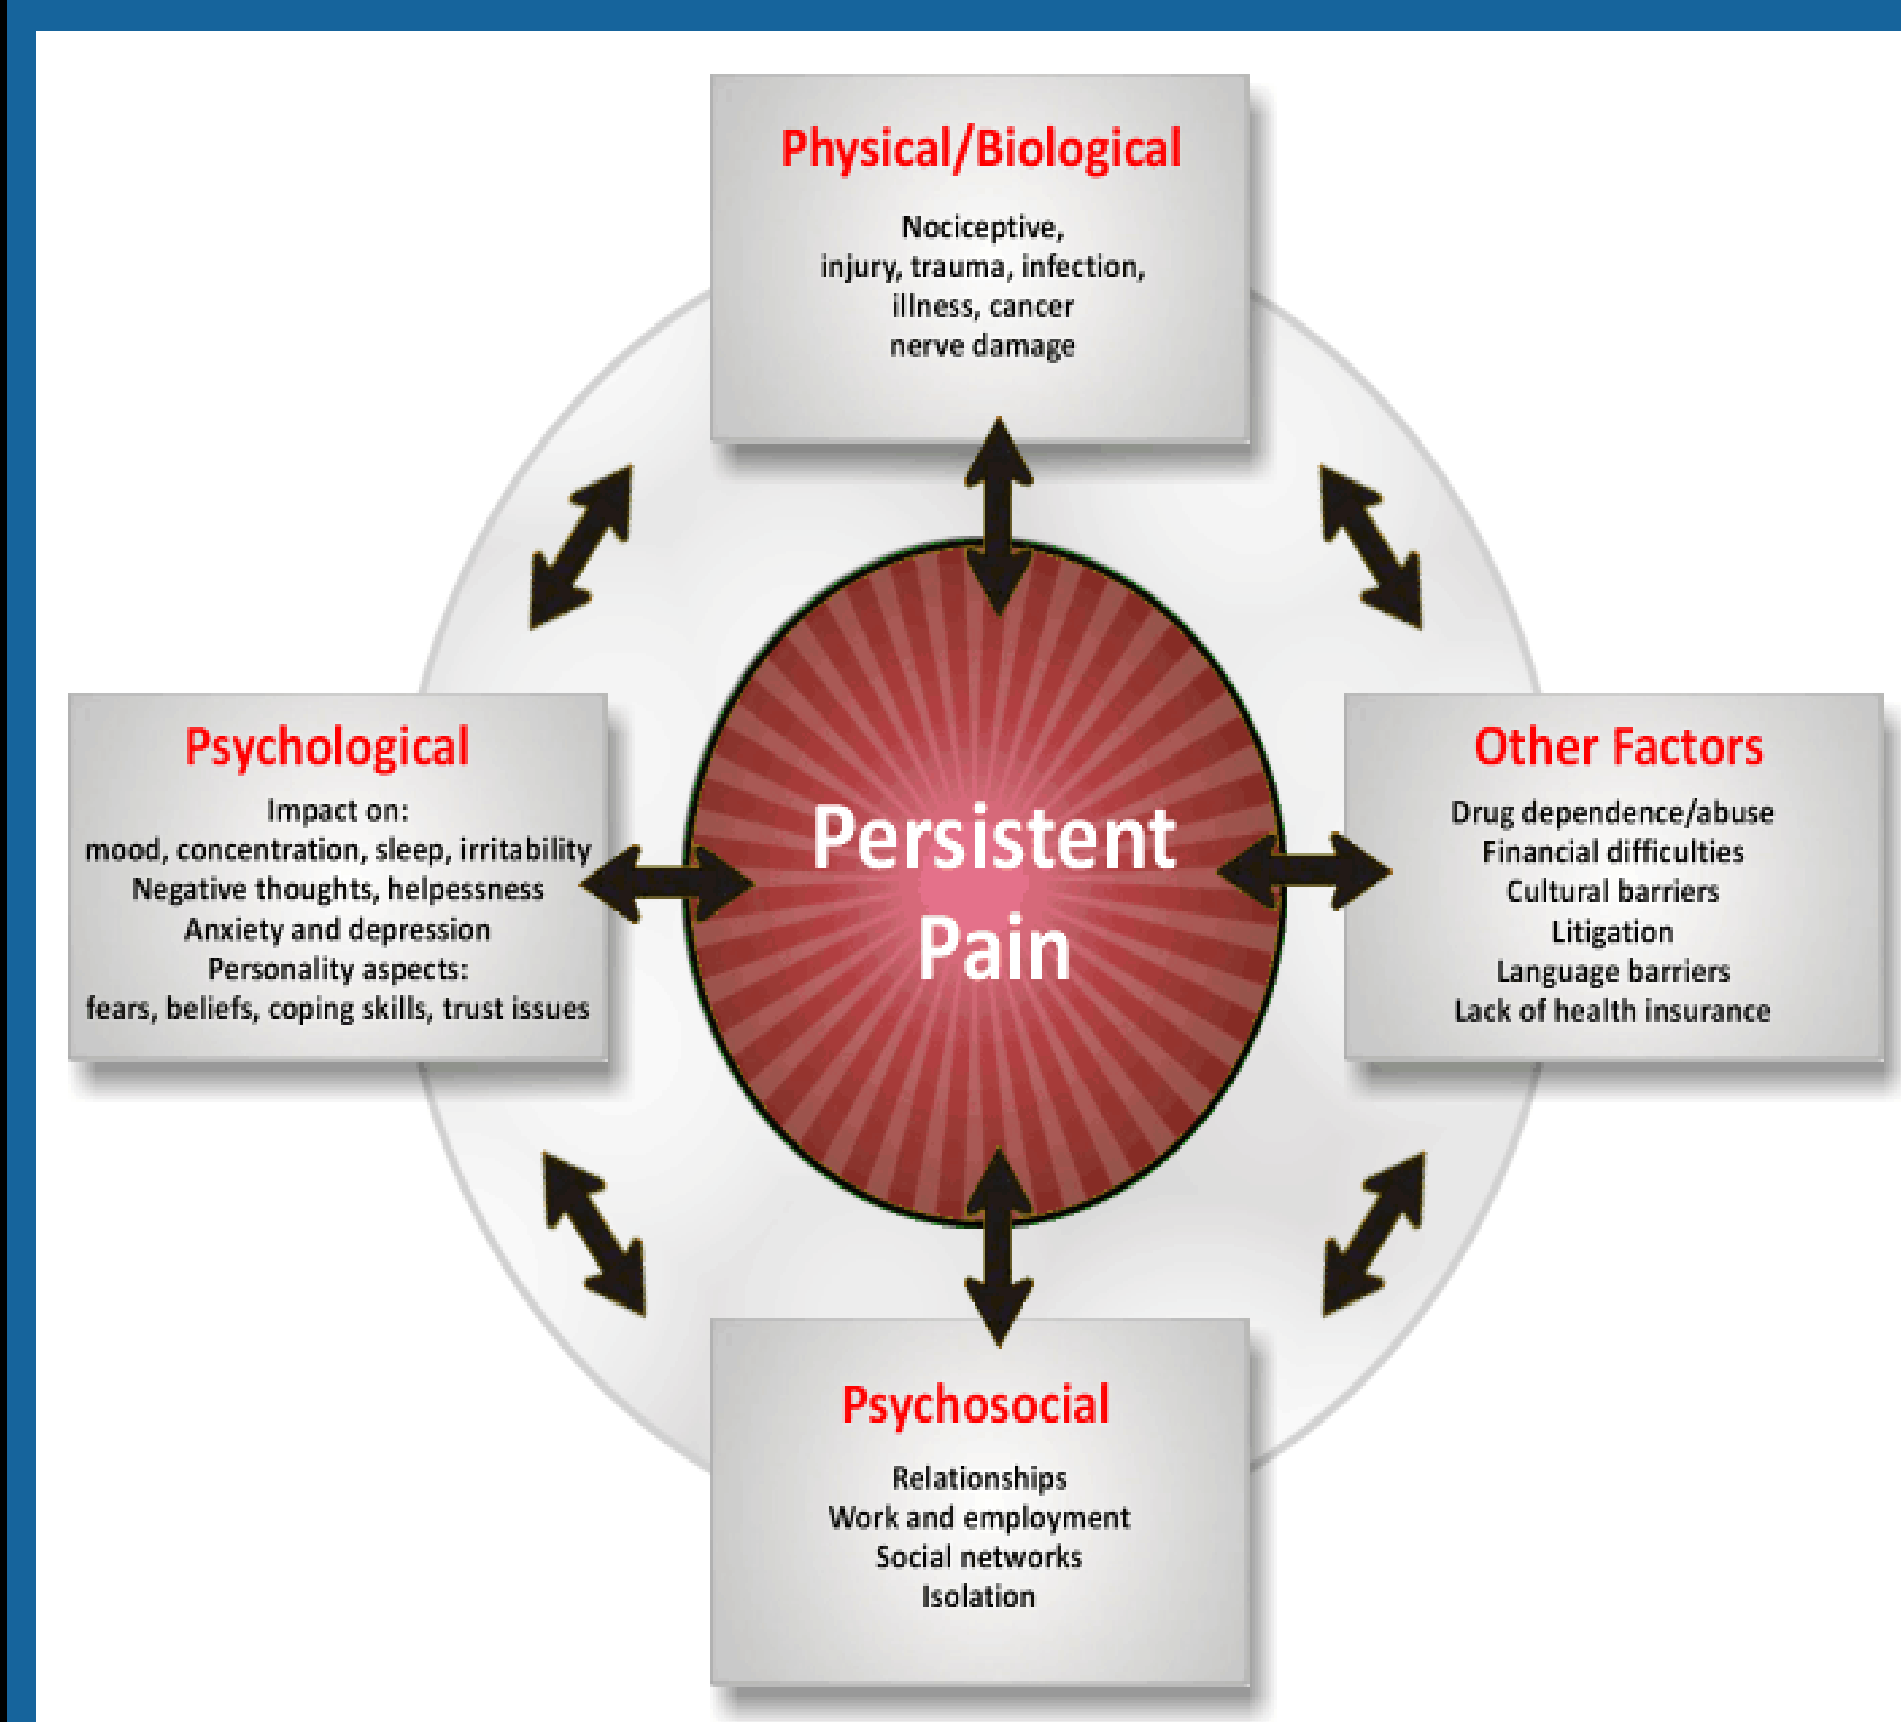 Physical/Biological
Nociceptive,
injury, trauma, infection,
illness, cancer
nerve damage
Psychological
Impact on:
mood, concentration, sleep, irritability
Negative thoughts, helpessness
Anxiety and depression
Personality aspects:
fears, beliefs, coping skills, trust issues
Persistent
Pain
Other Factors
Drug dependence/abuse
Financial difficulties
Cultural barriers
Litigation
Language barriers
Lack of health insurance
Psychosocial
Relationships
Work and employment
Social networks
Isolation